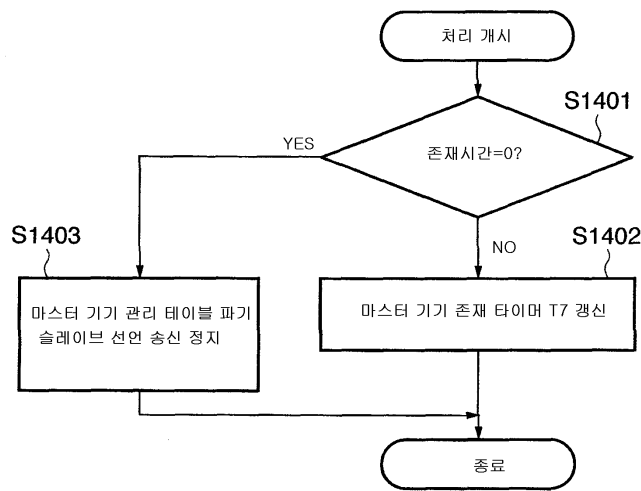 처리 개시
S1401
존재시간=0?
YES
NO
S1403
S1402
마스터 기기 관리 테이블 파기
슬레이브 선언 송신 정지
마스터 기기 존재 타이머 T7 갱신
종료